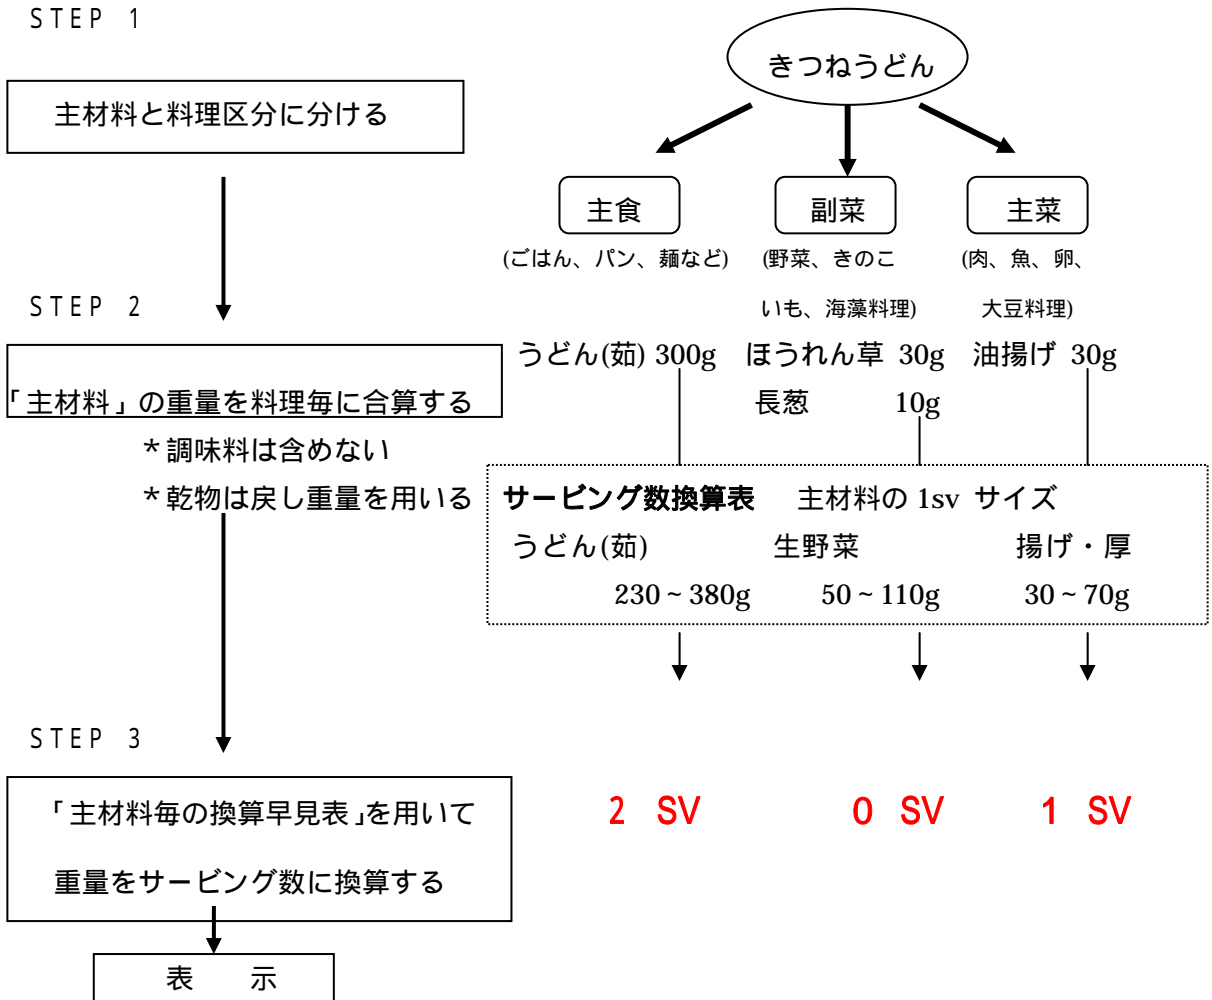 STEP 1
きつねうどん
主材料と料理区分に分ける
主食 副菜 主菜
(ごはん、パン、麺など) (野菜、きのこ (肉、魚、卵、
いも、海藻料理) 大豆料理)
STEP 2
うどん(茹) 300g ほうれん草 30g 油揚げ 30g
「主材料」の重量を料理毎に合算する
長葱 10g
*調味料は含めない
*乾物は戻し重量を用いる
サービング数換算表 主材料の 1sv サイズ
うどん(茹) 生野菜 揚げ・厚
230~380g 50~110g 30~70g
STEP 3
「主材料毎の換算早見表」を用いて
重量をサービング数に換算する
2 SV 0 SV 1 SV
表 示